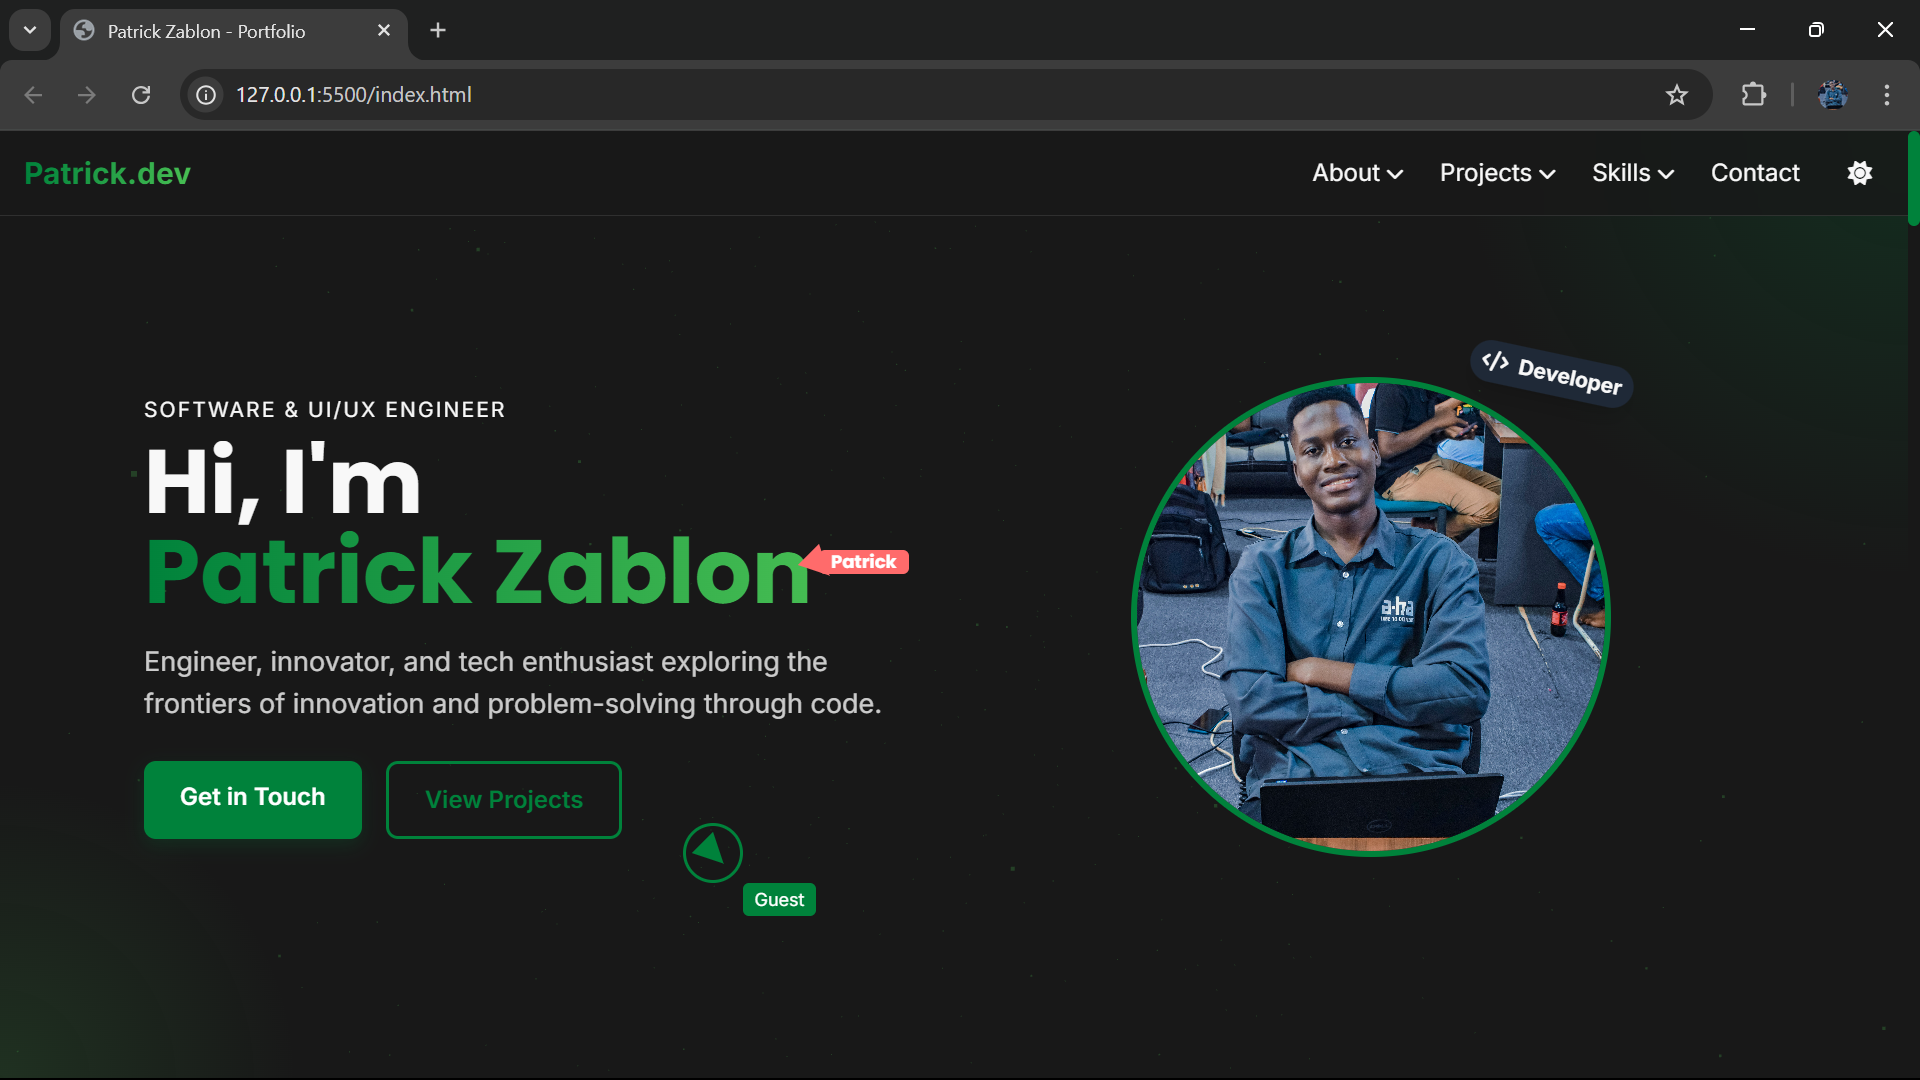 Patrick Zablon - Portfolio
127.0.0.1:5500/index.html
Patrick.dev
About
Projects
Skills
Contact
</> Developer
SOFTWARE & UI/UX ENGINEER
Hi, I'm
Patrick Zablon
Patrick
Engineer, innovator, and tech enthusiast exploring the
frontiers of innovation and problem-solving through code.
Get in Touch
View Projects
Guest
a-ha
DELL